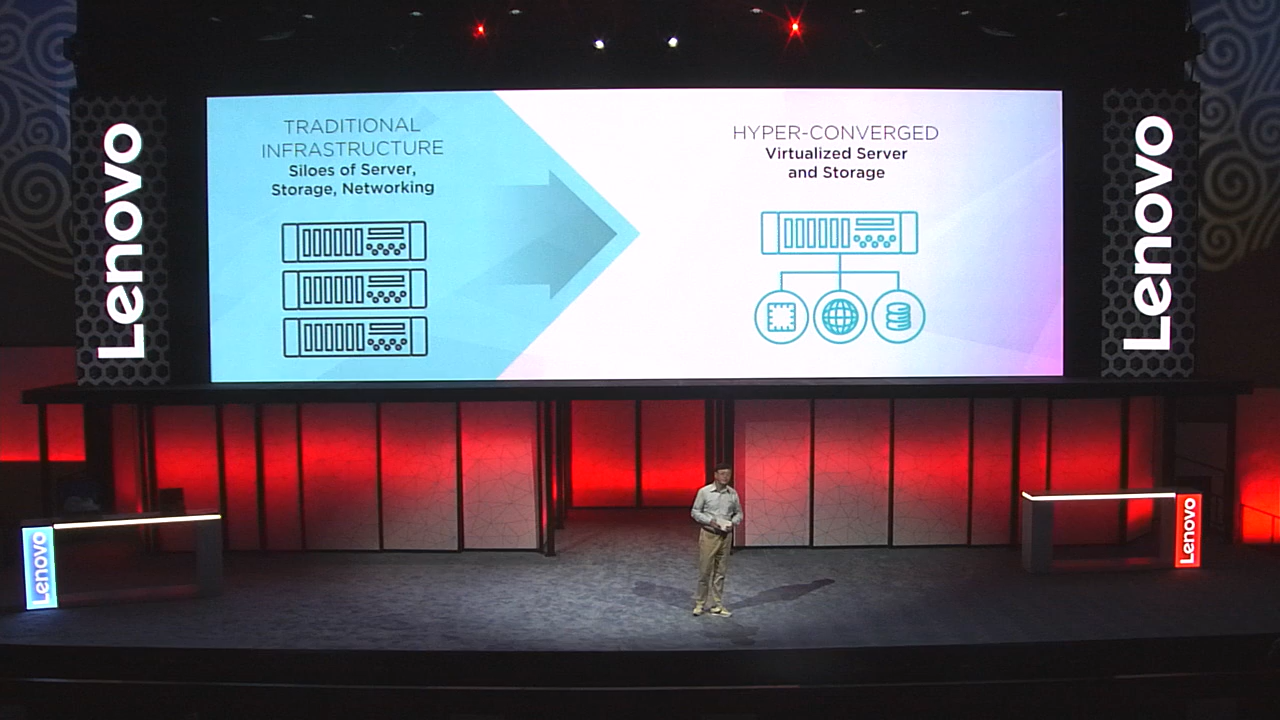 Lenovo
TRADITIONAL
INFRASTRUCTURE
Siloes of Server,
Storage, Networking
HYPER-CONVERGED
Virtualized Server
and Storage
Lenovo
Lenovo
Lenovo